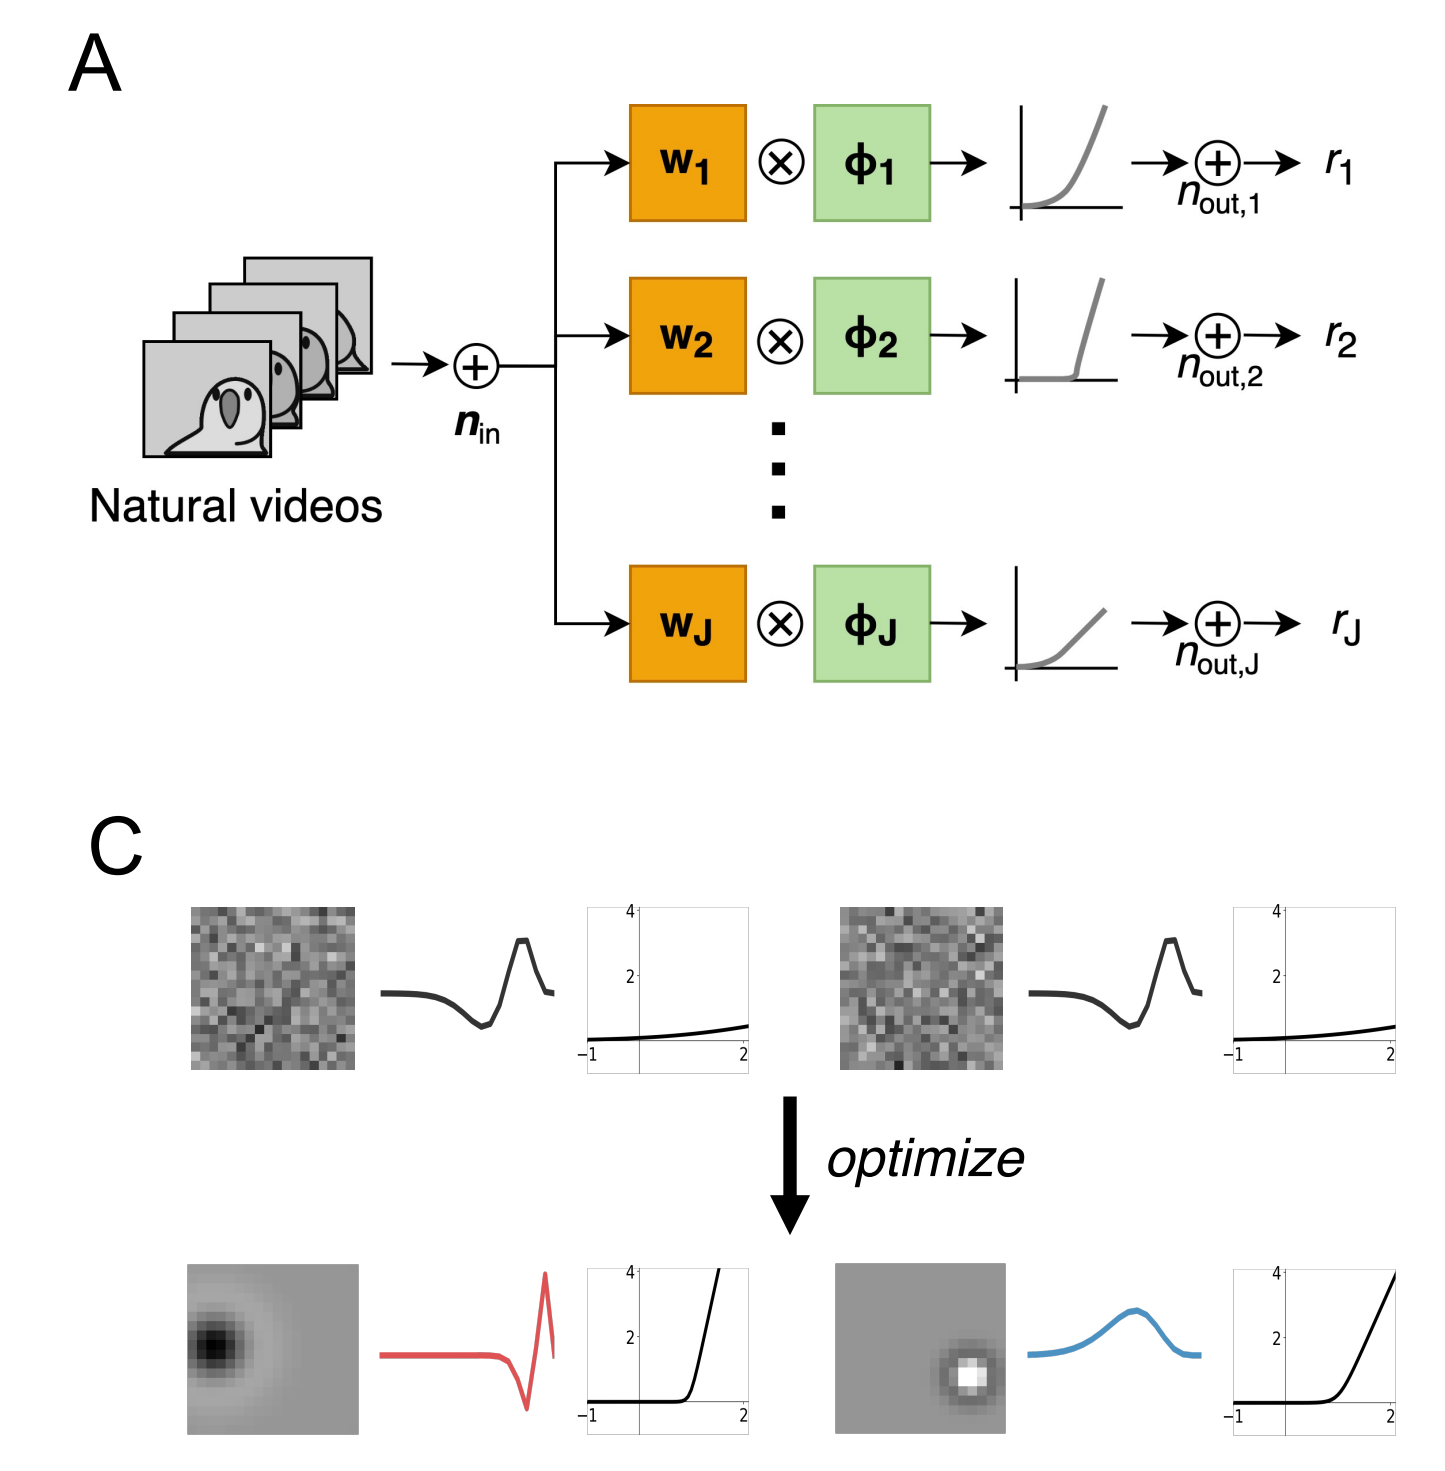 A
w1 ⊗ ϕ1 nout,1 r1
w2 ⊗ ϕ2 nout,2 r2
nin
Natural videos
wJ ⊗ ϕJ nout,J rJ
C
4 4
2 2
−1 2 −1 2
optimize
4 4
2 2
−1 2 −1 2